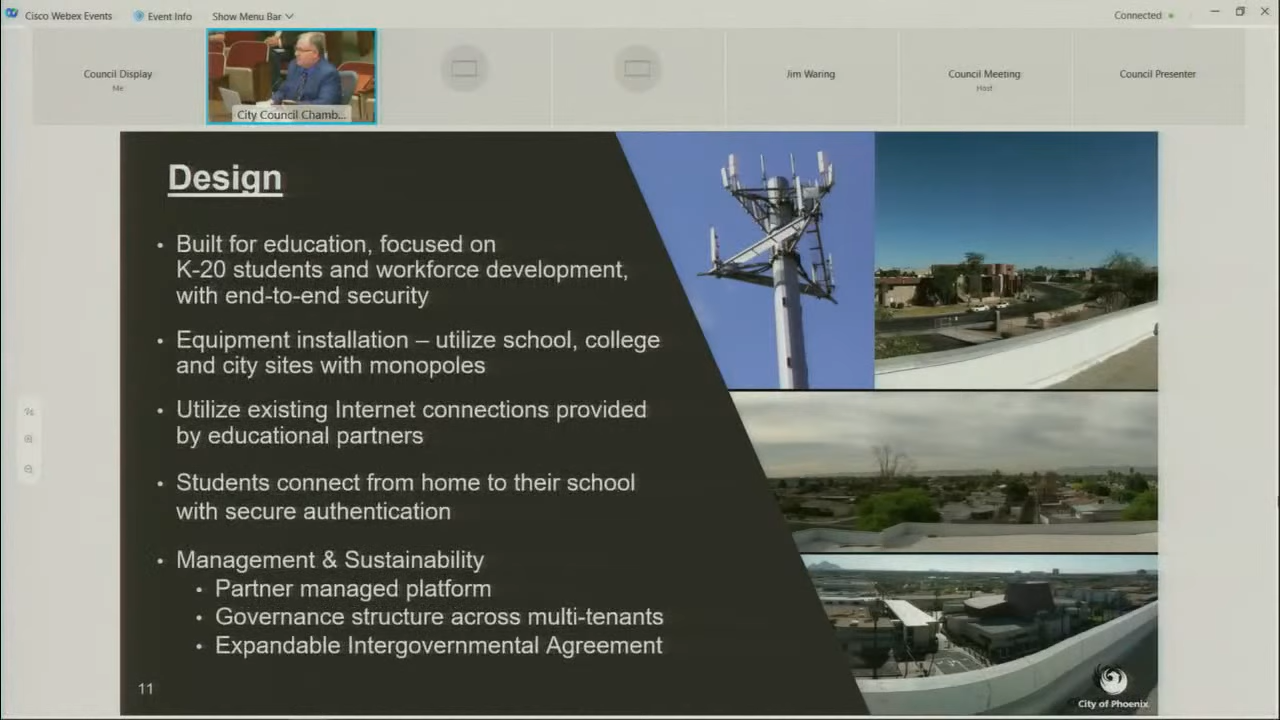 Cisco Webex Events
Event Info
Show Menu Bar
Connected
Council Display
Me
City Council Chamb...
Jim Waring
Council Meeting
Host
Council Presenter
Design
• Built for education, focused on
K-20 students and workforce development,
with end-to-end security
• Equipment installation – utilize school, college
and city sites with monopoles
• Utilize existing Internet connections provided
by educational partners
• Students connect from home to their school
with secure authentication
• Management & Sustainability
• Partner managed platform
• Governance structure across multi-tenants
• Expandable Intergovernmental Agreement
11
City of Phoenix